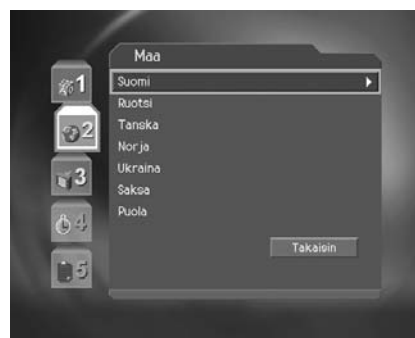 Maa
1
Suomi
2
Ruotsi
Tanska
Norja
3
Ukraina
Saksa
4
Puola
Takaisin
5